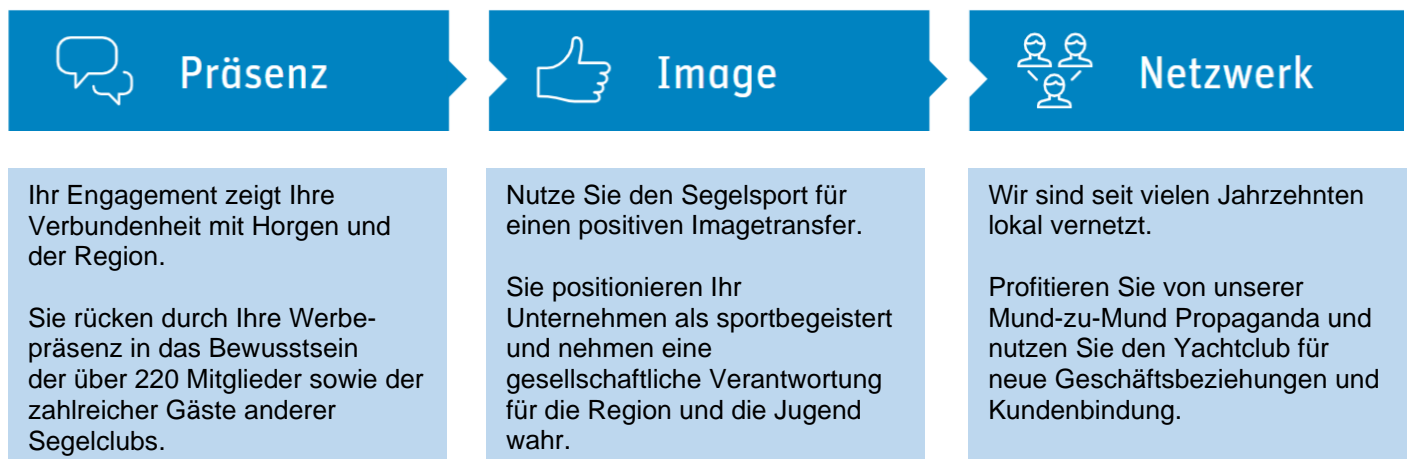 Präsenz
Image
Netzwerk
Ihr Engagement zeigt Ihre
Verbundenheit mit Horgen und
der Region.
Sie rücken durch Ihre Werbe-
präsenz in das Bewusstsein
der über 220 Mitglieder sowie der
zahlreicher Gäste anderer
Segelclubs.
Nutze Sie den Segelsport für
einen positiven Imagetransfer.
Sie positionieren Ihr
Unternehmen als sportbegeistert
und nehmen eine
gesellschaftliche Verantwortung
für die Region und die Jugend
wahr.
Wir sind seit vielen Jahrzehnten
lokal vernetzt.
Profitieren Sie von unserer
Mund-zu-Mund Propaganda und
nutzen Sie den Yachtclub für
neue Geschäftsbeziehungen und
Kundenbindung.